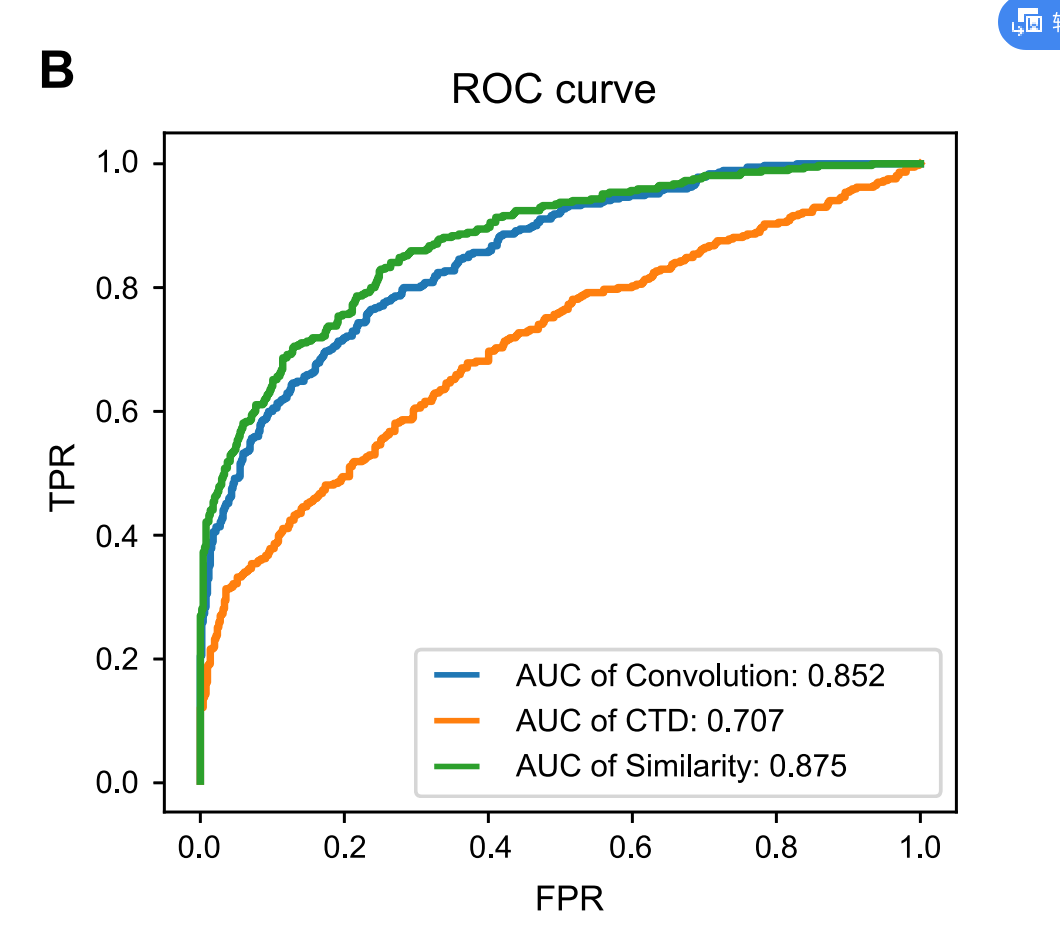 B
ROC curve
1.0
0.8
0.6
0.4
0.2
0.0
TPR
AUC of Convolution: 0.852
AUC of CTD: 0.707
AUC of Similarity: 0.875
0.0 0.2 0.4 0.6 0.8 1.0
FPR